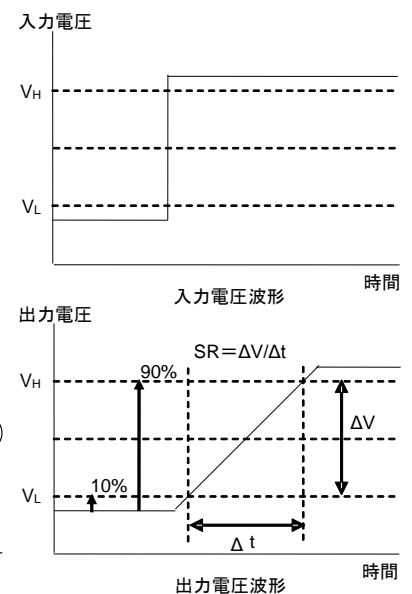 入力電圧
VH
VL
時間
入力電圧波形
出力電圧
SR＝ΔV/Δt
90%
VH
ΔV
10%
VL
Δt
時間
出力電圧波形